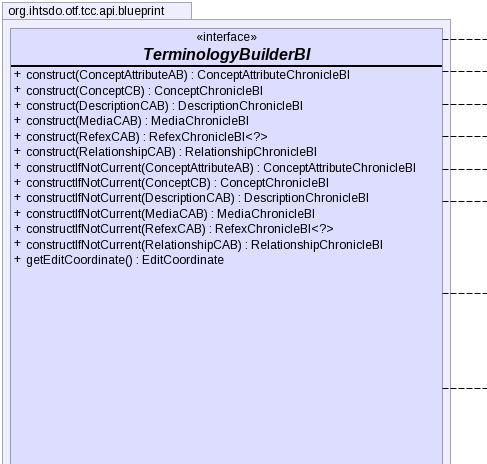 org.ihtsdo.otf.tcc.api.blueprint
«interface»
TerminologyBuilderBI
+ construct(ConceptAttributeAB) : ConceptAttributeChronicleBI
+ construct(ConceptCB) : ConceptChronicleBI
+ construct(DescriptionCAB) : DescriptionChronicleBI
+ construct(MediaCAB) : MediaChronicleBI
+ construct(RefexCAB) : RefexChronicleBI<?>
+ construct(RelationshipCAB) : RelationshipChronicleBI
+ constructIfNotCurrent(ConceptAttributeAB) : ConceptAttributeChronicleBI
+ constructIfNotCurrent(ConceptCB) : ConceptChronicleBI
+ constructIfNotCurrent(DescriptionCAB) : DescriptionChronicleBI
+ constructIfNotCurrent(MediaCAB) : MediaChronicleBI
+ constructIfNotCurrent(RefexCAB) : RefexChronicleBI<?>
+ constructIfNotCurrent(RelationshipCAB) : RelationshipChronicleBI
+ getEditCoordinate() : EditCoordinate